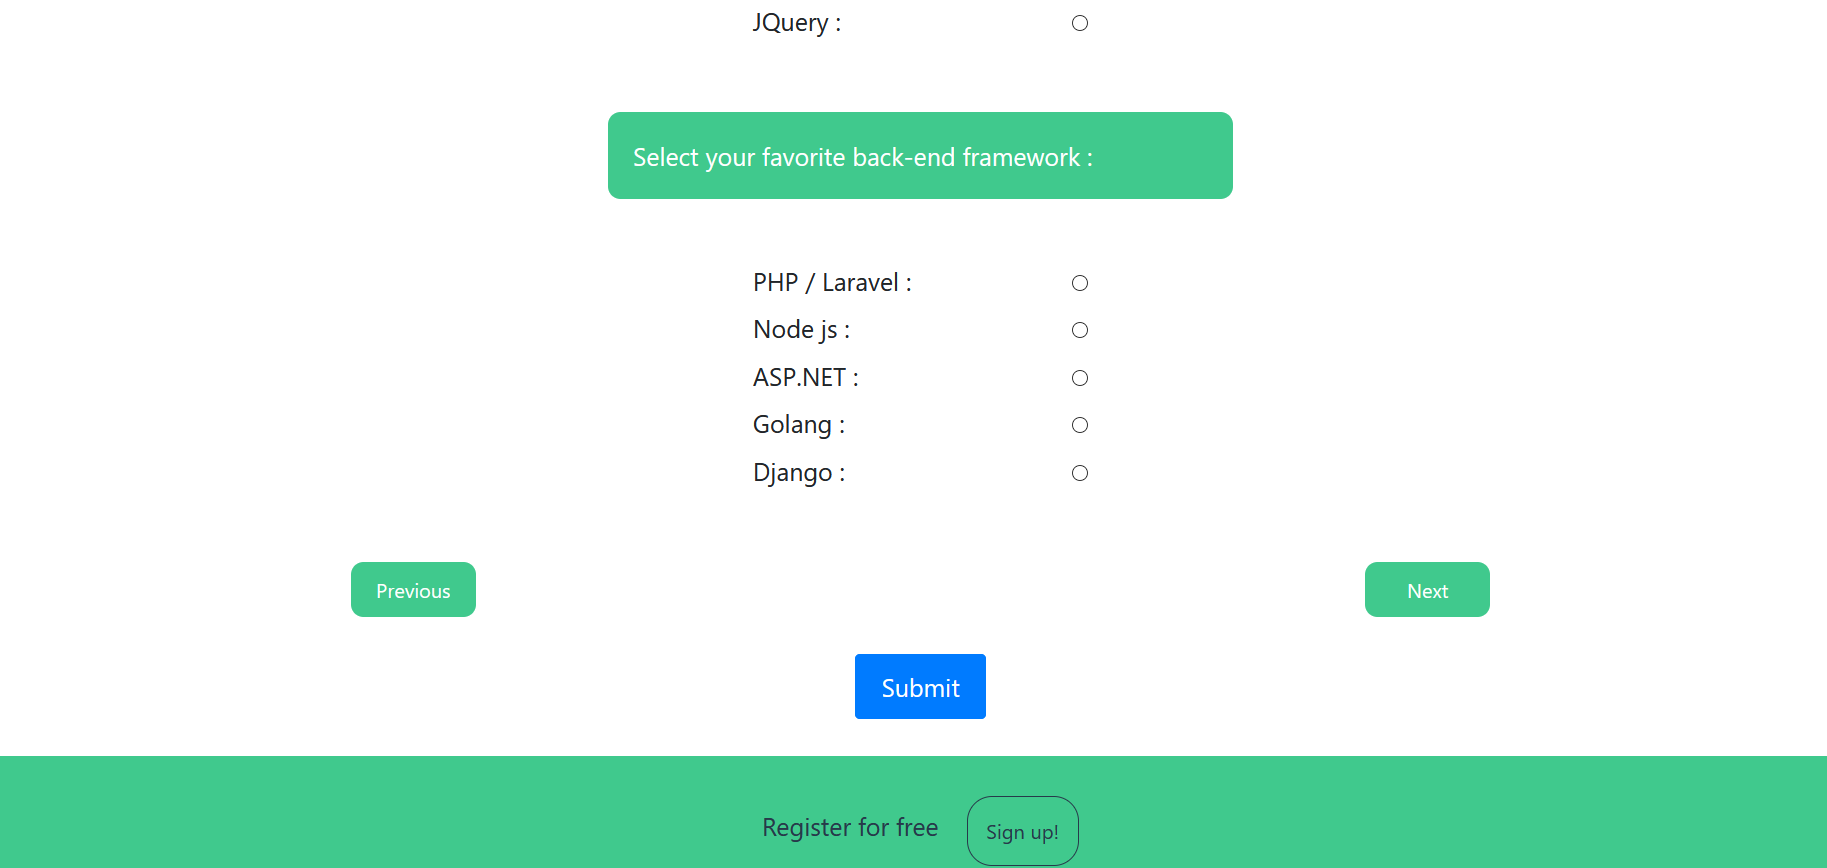 JQuery :
Select your favorite back-end framework :
PHP / Laravel :
Node js :
ASP.NET :
Golang :
Django :
Previous
Next
Submit
Register for free
Sign up!